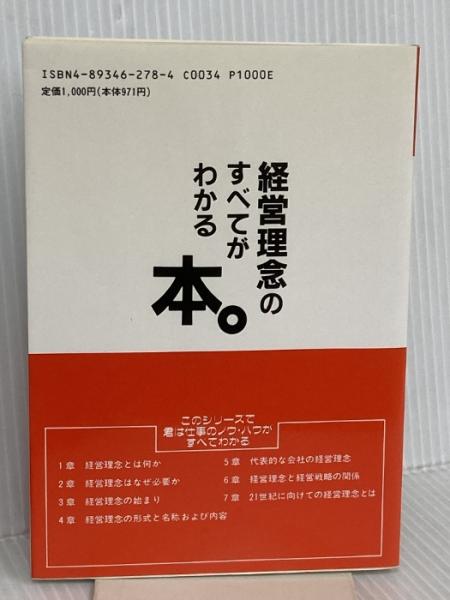 ISBN4-89346-278-4 C0034 P1000E
定価1,000円(本体971円)
経営理念の
すべてが
わかる
本。
このシリーズで
君は仕事のノウ・ハウが
すべてわかる
1章 経営理念とは何か
2章 経営理念はなぜ必要か
3章 経営理念の始まり
4章 経営理念の形式と名称および内容
5章 代表的な会社の経営理念
6章 経営理念と経営戦略の関係
7章 21世紀に向けての経営理念とは